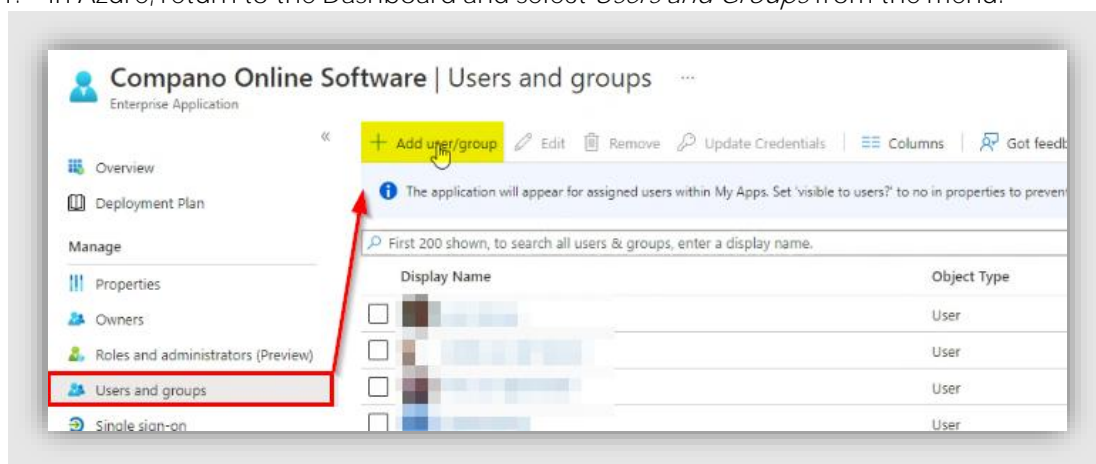 In Azure, return to the Dashboard and select Users and Groups from the menu.
Compano Online Software | Users and groups ...
Enterprise Application
«
+ Add user/group Edit Remove Update Credentials Columns Got feedb
Overview
The application will appear for assigned users within My Apps. Set 'visible to users?' to no in properties to prevent
Deployment Plan
Manage
First 200 shown, to search all users & groups, enter a display name.
Display Name Object Type
Properties
User
Owners
User
Roles and administrators (Preview)
User
Users and groups
User
Single sign-on